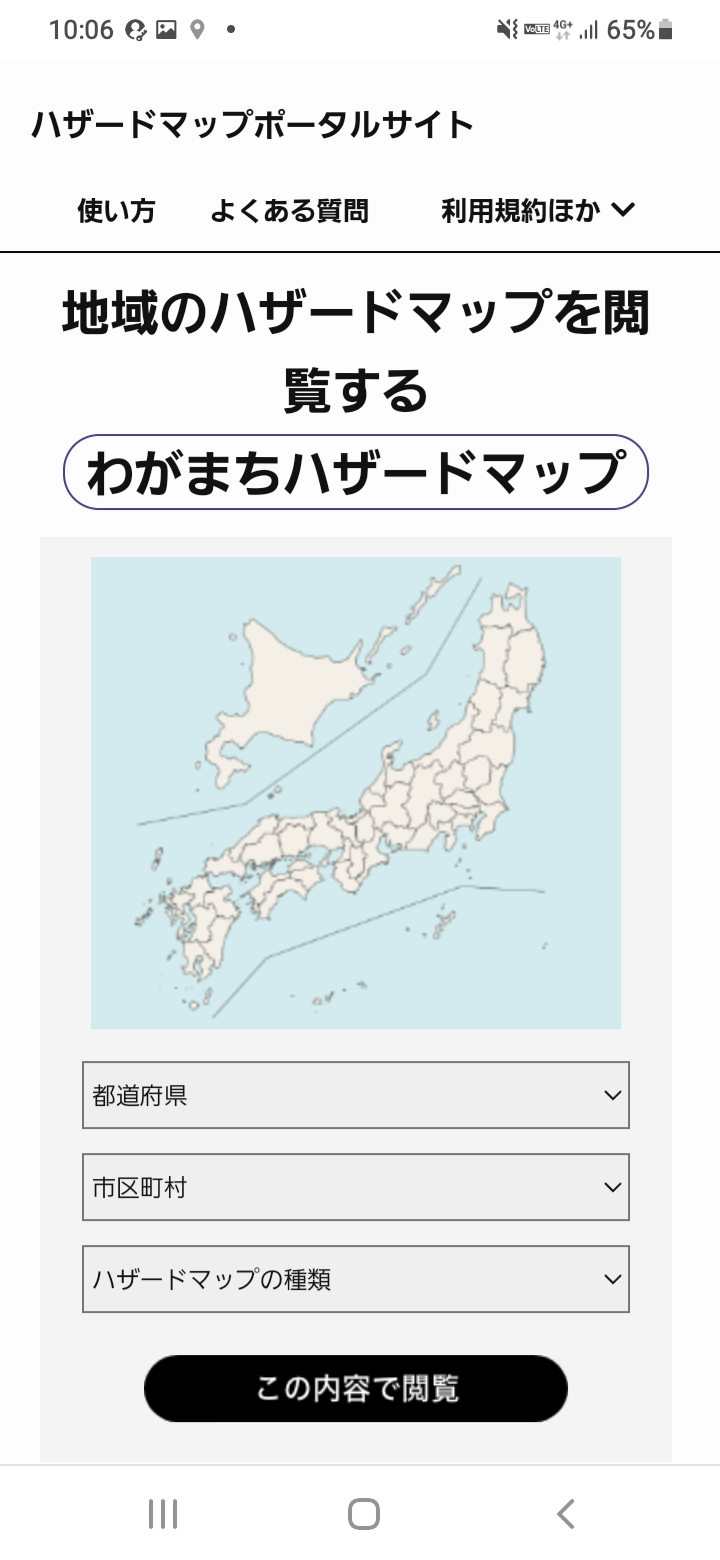 10:06 VoLTE 4G+ 65%
ハザードマップポータルサイト
使い方 よくある質問 利用規約ほか
地域のハザードマップを閲
覧する
わがまちハザードマップ
都道府県
市区町村
ハザードマップの種類
この内容で閲覧